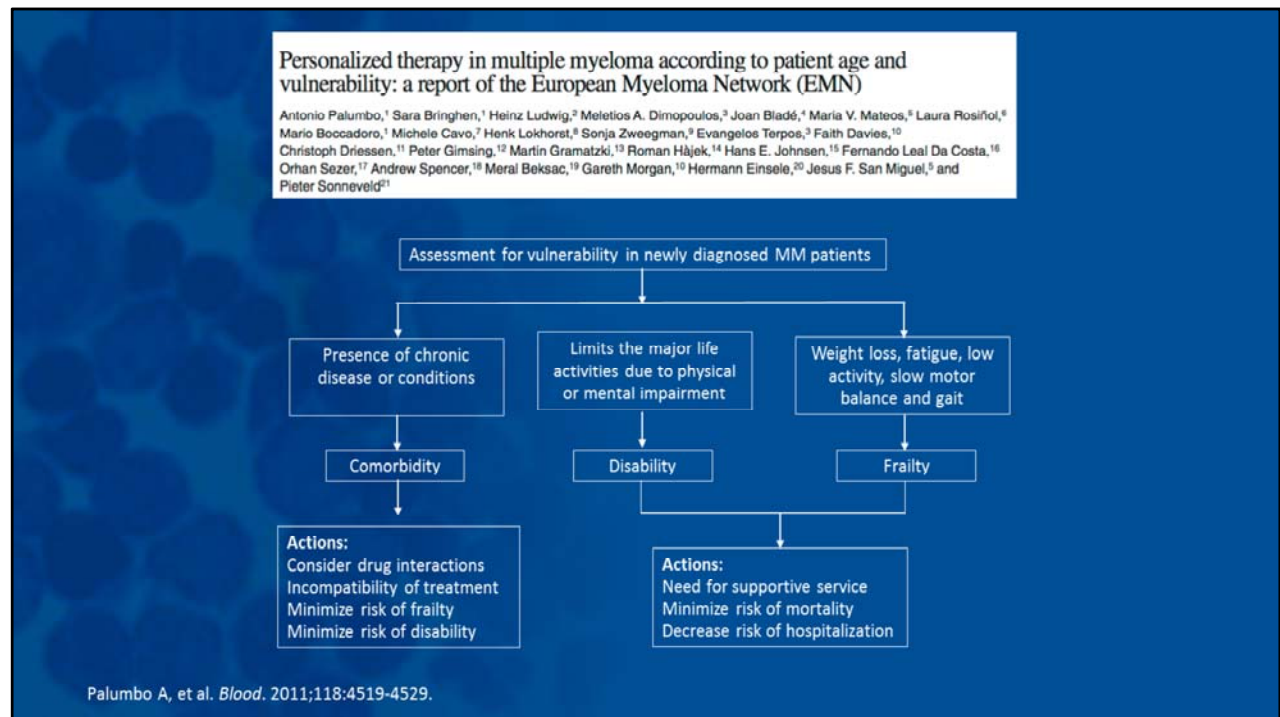 Personalized therapy in multiple myeloma according to patient age and
vulnerability: a report of the European Myeloma Network (EMN)
Antonio Palumbo,¹ Sara Bringhen,¹ Heinz Ludwig,² Meletios A. Dimopoulos,³ Joan Bladé,⁴ Maria V. Mateos,⁵ Laura Rosiñol,⁶
Mario Boccadoro,¹ Michele Cavo,⁷ Henk Lokhorst,⁸ Sonja Zweegman,⁹ Evangelos Terpos,³ Faith Davies,¹⁰
Christoph Driessen,¹¹ Peter Gimsing,¹² Martin Gramatzki,¹³ Roman Hàjek,¹⁴ Hans E. Johnsen,¹⁵ Fernando Leal Da Costa,¹⁶
Orhan Sezer,¹⁷ Andrew Spencer,¹⁸ Meral Beksac,¹⁹ Gareth Morgan,¹⁰ Hermann Einsele,²⁰ Jesus F. San Miguel,⁵ and
Pieter Sonneveld²¹
Assessment for vulnerability in newly diagnosed MM patients
Presence of chronic
disease or conditions
Limits the major life
activities due to physical
or mental impairment
Weight loss, fatigue, low
activity, slow motor
balance and gait
Comorbidity
Disability
Frailty
Actions:
Consider drug interactions
Incompatibility of treatment
Minimize risk of frailty
Minimize risk of disability
Actions:
Need for supportive service
Minimize risk of mortality
Decrease risk of hospitalization
Palumbo A, et al. Blood. 2011;118:4519-4529.